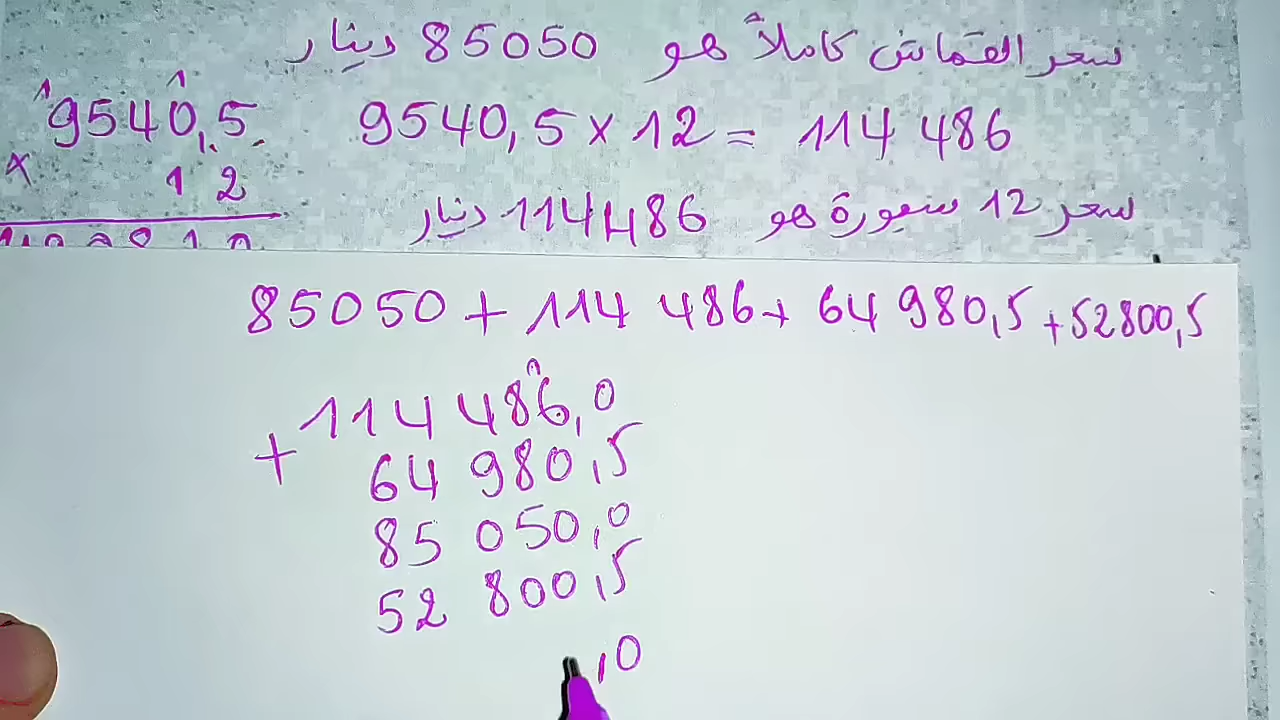 سعر القماش كاملاً هو 85050 دينار
9540,5 × 12 = 114 486
9540,5
× 12
سعر 12 سبورة هو 114486 دينار
85050 + 114 486 + 64 980,5 + 52800,5
114 486,0
+ 64 980,5
85 050,0
52 800,5
,0